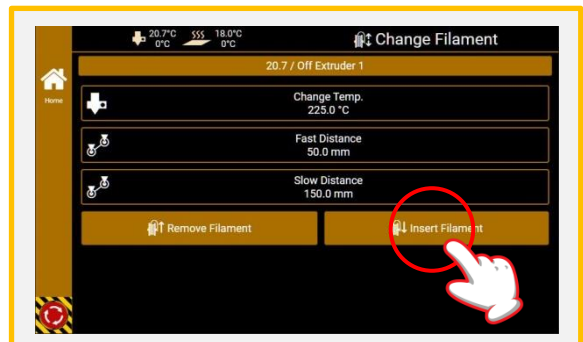 20.7°C 18.0°C
0°C 0°C
Change Filament
Home
20.7 / Off Extruder 1
Change Temp.
225.0 °C
Fast Distance
50.0 mm
Slow Distance
150.0 mm
Remove Filament
Insert Filament